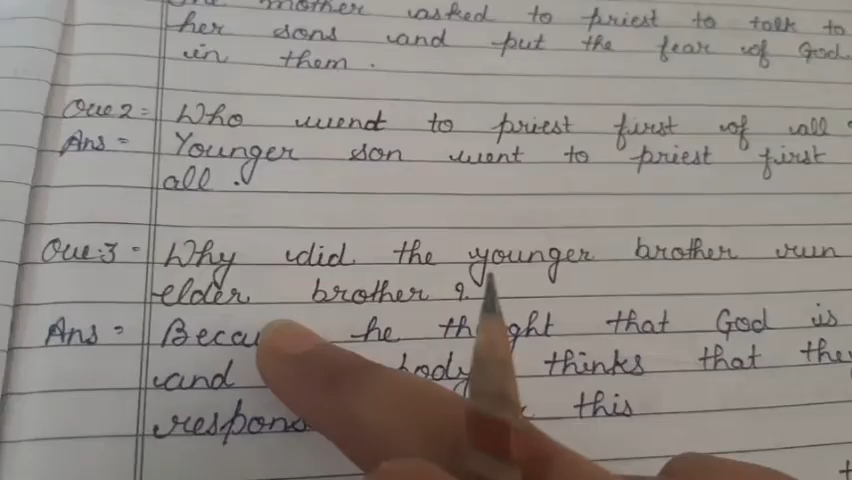 mother asked to priest to talk to
her sons and put the fear of God
in them.
Que 2 = Who went to priest first of all
Ans = Younger son went to priest first
all.
Que:3 = Why did the younger brother run
elder brother ?
Ans = he that God is
and thinks that the
this